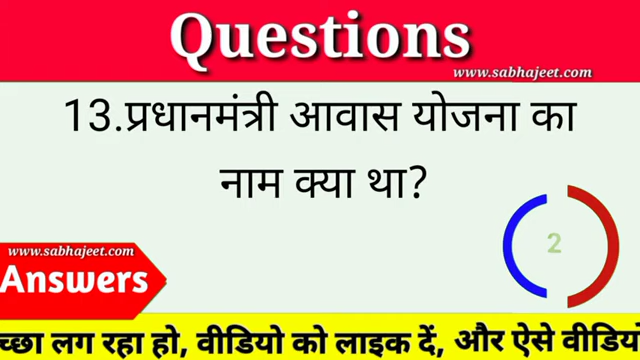 Questions
www.sabhajeet.com
13.प्रधानमंत्री आवास योजना का
नाम क्या था?
2
www.sabhajeet.com
Answers
च्छा लग रहा हो, वीडियो को लाइक दें, और ऐसे वीडियो